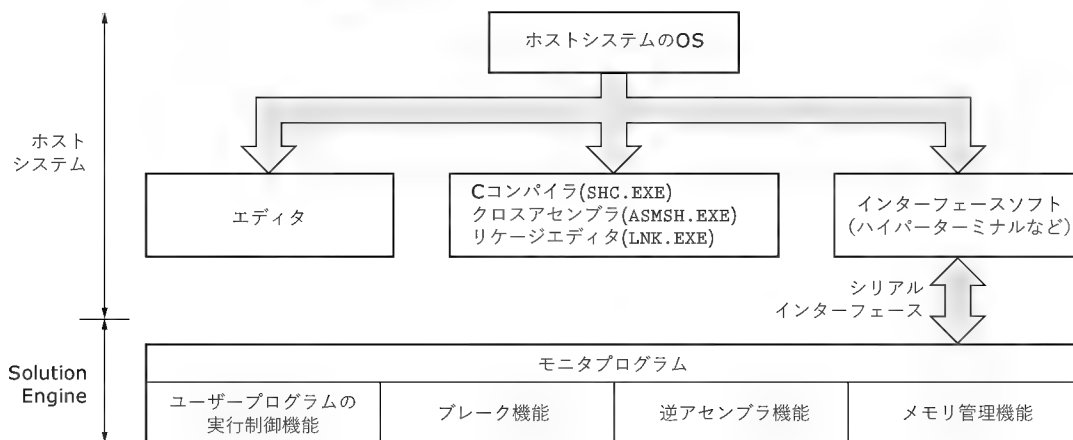 ホストシステムのOS
ホスト
システム
エディタ
Cコンパイラ(SHC.EXE)
クロスアセンブラ(ASMSH.EXE)
リケージエディタ(LNK.EXE)
インターフェースソフト
(ハイパーターミナルなど)
シリアル
インターフェース
Solution
Engine
モニタプログラム
ユーザープログラムの
実行制御機能
ブレーク機能
逆アセンブラ機能
メモリ管理機能